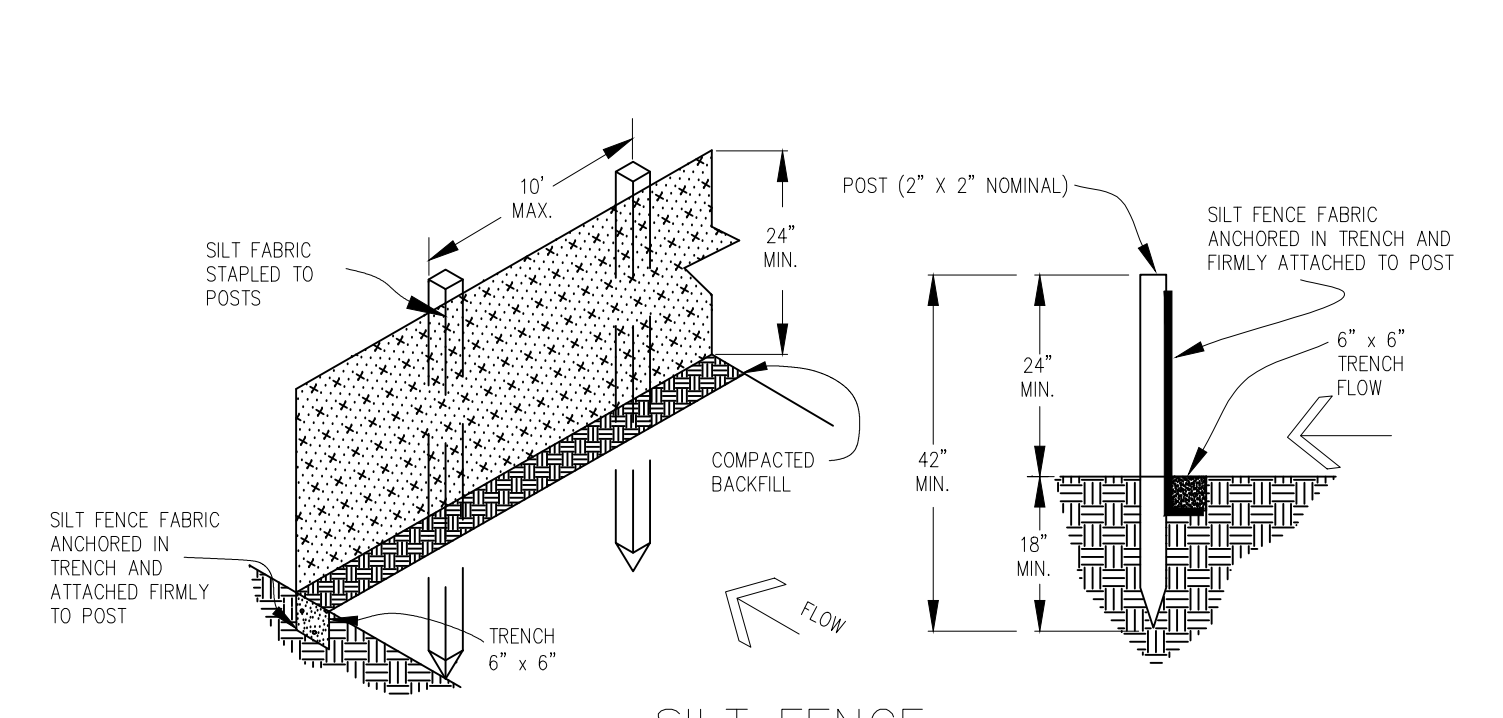 10'
MAX.
SILT FABRIC
STAPLED TO
POSTS
24"
MIN.
COMPACTED
BACKFILL
SILT FENCE FABRIC
ANCHORED IN
TRENCH AND
ATTACHED FIRMLY
TO POST
TRENCH
6" x 6"
FLOW
POST (2" X 2" NOMINAL)
SILT FENCE FABRIC
ANCHORED IN TRENCH AND
FIRMLY ATTACHED TO POST
6" x 6"
TRENCH
FLOW
24"
MIN.
42"
MIN.
18"
MIN.
SILT FENCE